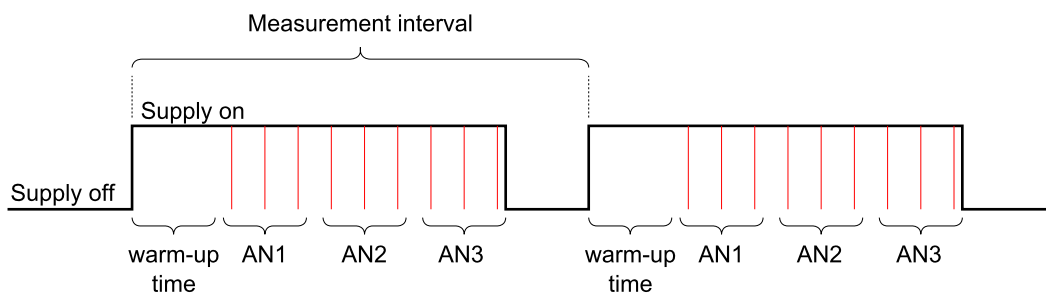 Measurement interval
Supply on
Supply off
warm-up
time
AN1
AN2
AN3
warm-up
time
AN1
AN2
AN3